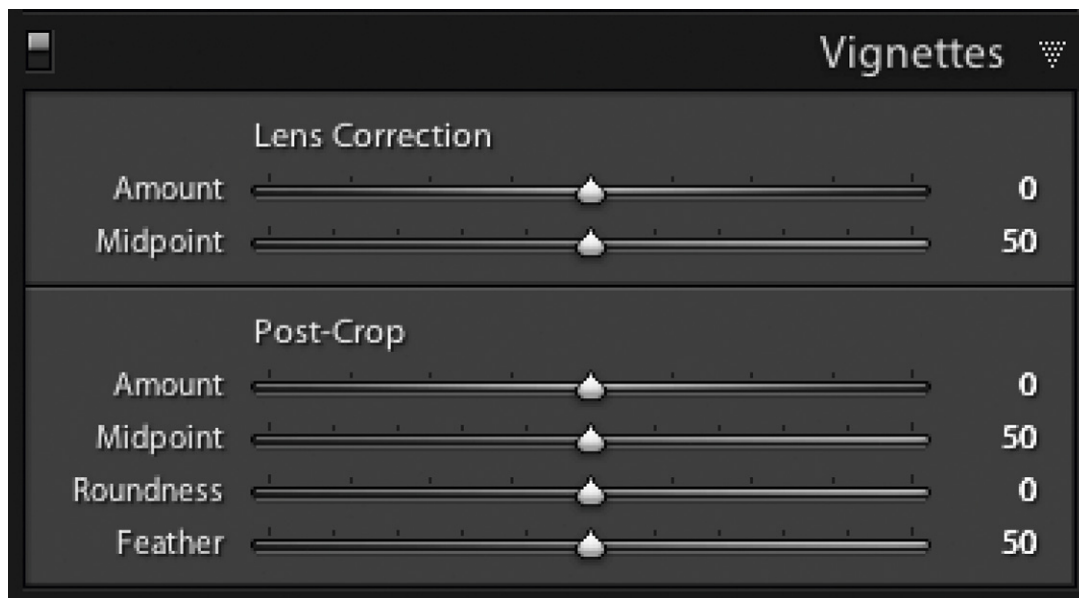 Vignettes
Lens Correction
Amount 0
Midpoint 50
Post-Crop
Amount 0
Midpoint 50
Roundness 0
Feather 50